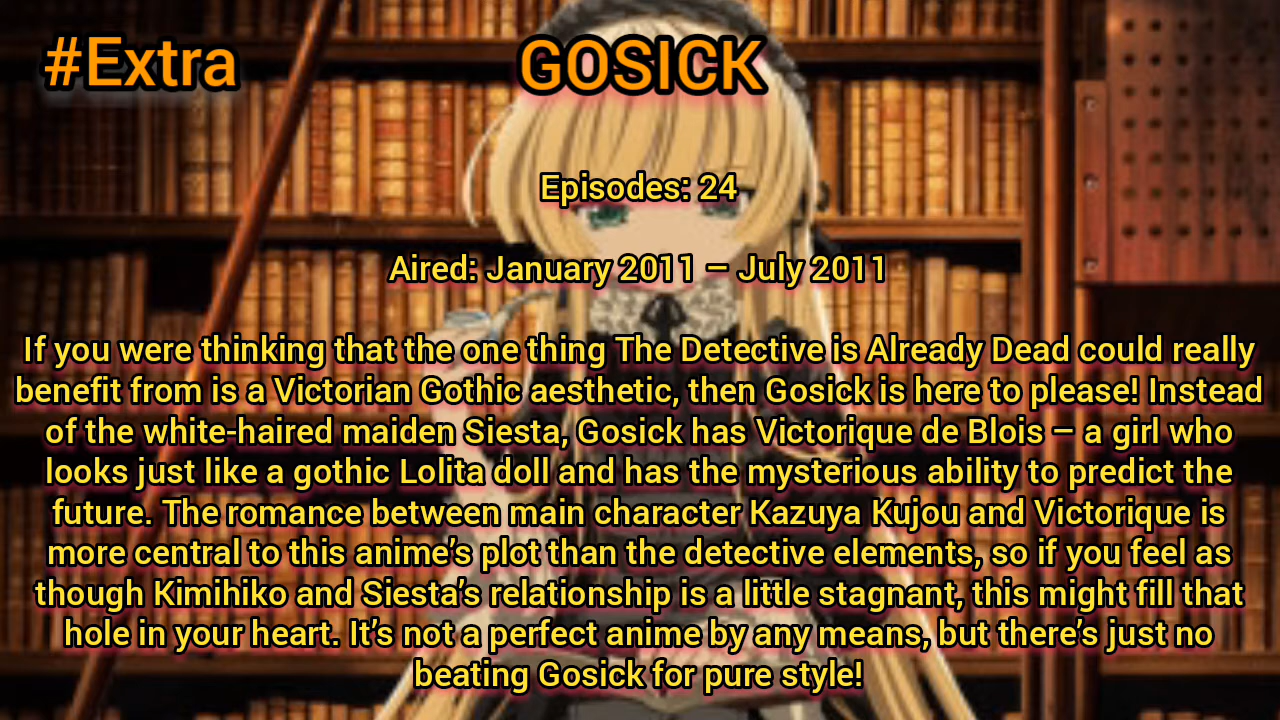 #Extra
GOSICK
Episodes: 24
Aired: January 2011 – July 2011
If you were thinking that the one thing The Detective is Already Dead could really
benefit from is a Victorian Gothic aesthetic, then Gosick is here to please! Instead
of the white-haired maiden Siesta, Gosick has Victorique de Blois – a girl who
looks just like a gothic Lolita doll and has the mysterious ability to predict the
future. The romance between main character Kazuya Kujou and Victorique is
more central to this anime’s plot than the detective elements, so if you feel as
though Kimihiko and Siesta’s relationship is a little stagnant, this might fill that
hole in your heart. It’s not a perfect anime by any means, but there’s just no
beating Gosick for pure style!